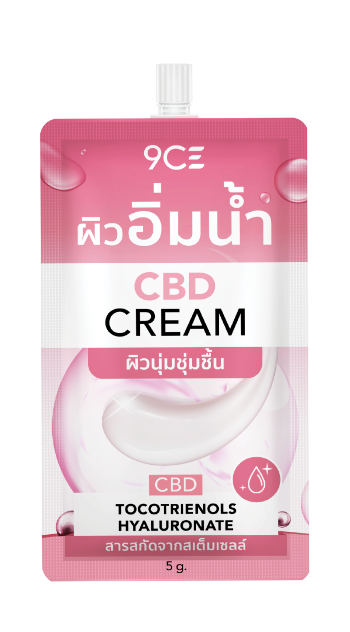 9CE
ผิวอิ่มน้ำ
CBD
CREAM
ผิวนุ่มชุ่มชื้น
CBD
TOCOTRIENOLS
HYALURONATE
สารสกัดจากสเต็มเซลล์
5 g.